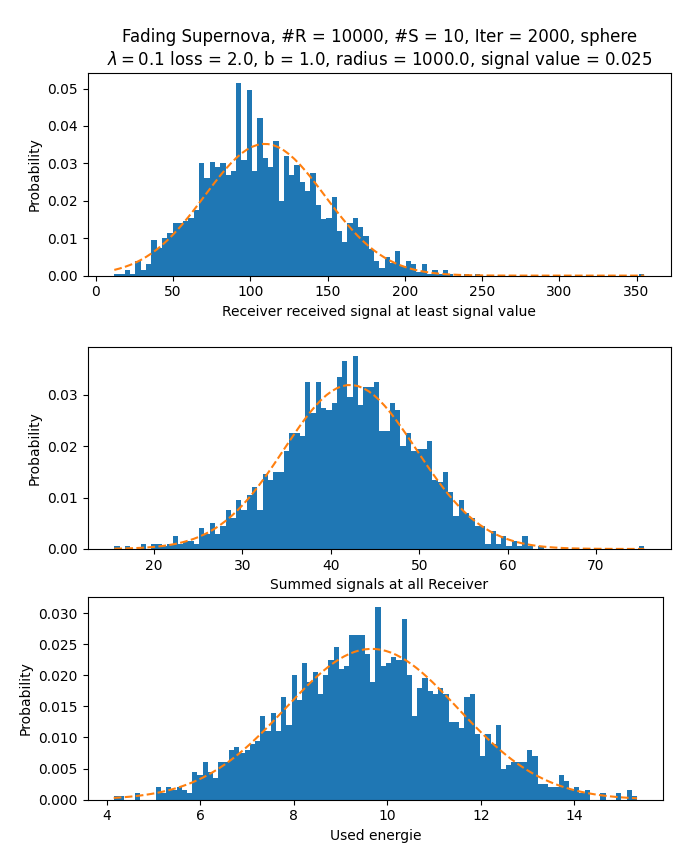 Fading Supernova, #R = 10000, #S = 10, Iter = 2000, sphere
λ = 0.1 loss = 2.0, b = 1.0, radius = 1000.0, signal value = 0.025
0.05
0.04
0.03
0.02
0.01
0.00
Probability
0 50 100 150 200 250 300 350
Receiver received signal at least signal value
0.03
0.02
0.01
0.00
Probability
20 30 40 50 60 70
Summed signals at all Receiver
0.030
0.025
0.020
0.015
0.010
0.005
0.000
Probability
4 6 8 10 12 14
Used energie